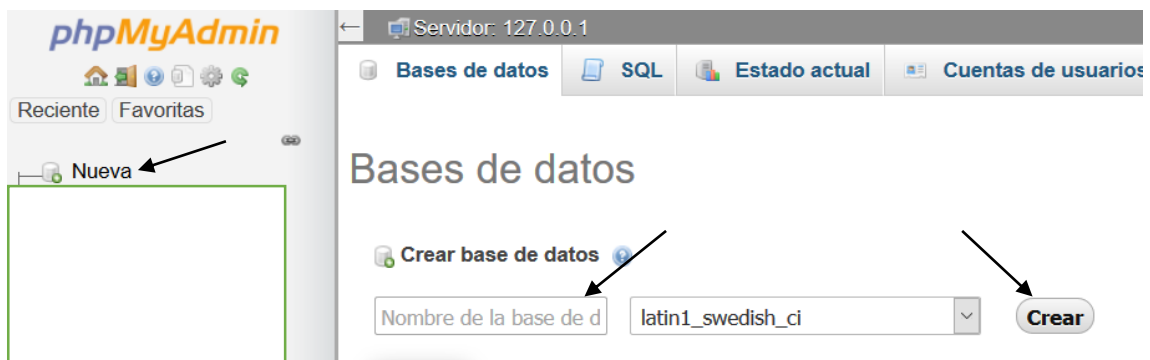 phpMyAdmin
Reciente Favoritas
Nueva
Servidor: 127.0.0.1
Bases de datos SQL Estado actual Cuentas de usuarios
Bases de datos
Crear base de datos
Nombre de la base de d latin1_swedish_ci Crear